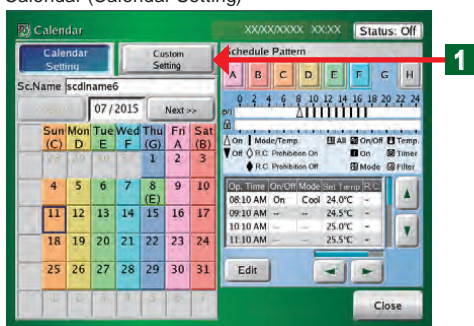 Calendar (Calendar Setting)
Calendar XX/XX/XXXX XX:XX Status: Off
Calendar Setting Custom Setting
1
Schedule Pattern
A B C D E F G H
Sc.Name scdlname6
07/2015 Next >>
0 2 4 6 8 10 12 14 16 18 20 22 24
Sun Mon Tue Wed Thu Fri Sat
(C) D E F (G) A (B)
1 2 3
4 5 6 7 8 9 10
(E)
11 12 13 14 15 16 17
18 19 20 21 22 23 24
25 26 27 28 29 30 31
On Mode/Temp. All On/Off Temp.
Off R.C. Prohibition On On Timer
R.C. Prohibition Off Mode Filter
Op. Time On/Off Mode Set Temp R.C.
08:10 AM On Cool 24.0°C -
09:10 AM -- -- 24.5°C -
10:10 AM -- -- 25.0°C -
11:10 AM -- -- 25.5°C -
Edit
Close